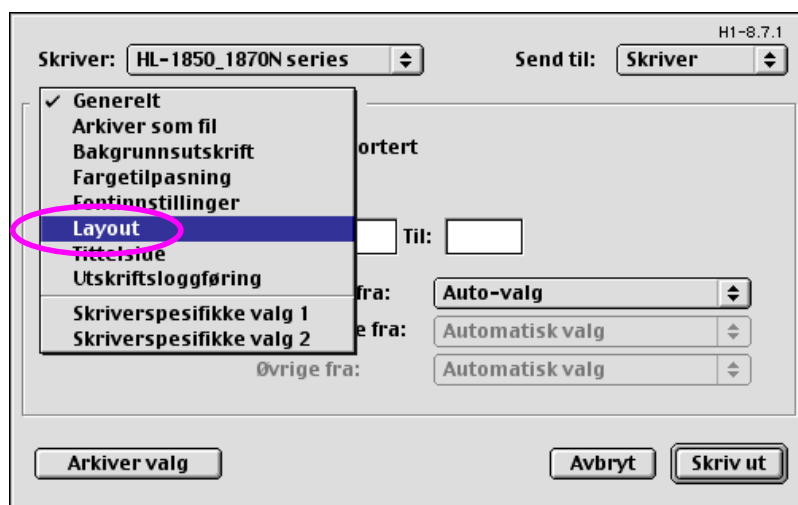 H1-8.7.1
Skriver: HL-1850_1870N series Send til: Skriver
✓ Generelt
Arkiver som fil
Bakgrunnsutskrift ortert
Fargetilpasning
Fontinnstillinger
Layout Til:
Tittelside
Utskriftsloggføring fra: Auto-valg
Skriverspesifikke valg 1
Skriverspesifikke valg 2 e fra: Automatisk valg
Øvrige fra: Automatisk valg
Arkiver valg Avbryt Skriv ut